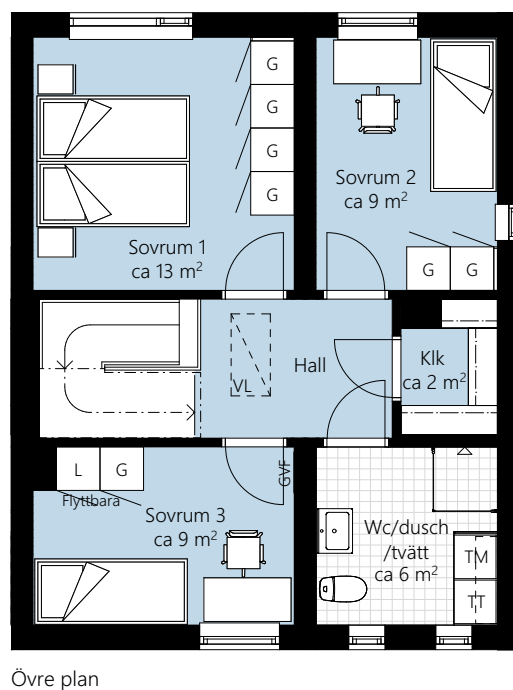 G
G
G
G
Sovrum 1
ca 13 m²
Sovrum 2
ca 9 m²
G G
VL
Hall
Klk
ca 2 m²
L G
Flyttbara
GVF
Sovrum 3
ca 9 m²
Wc/dusch
/tvätt
ca 6 m²
TM
TT
Övre plan